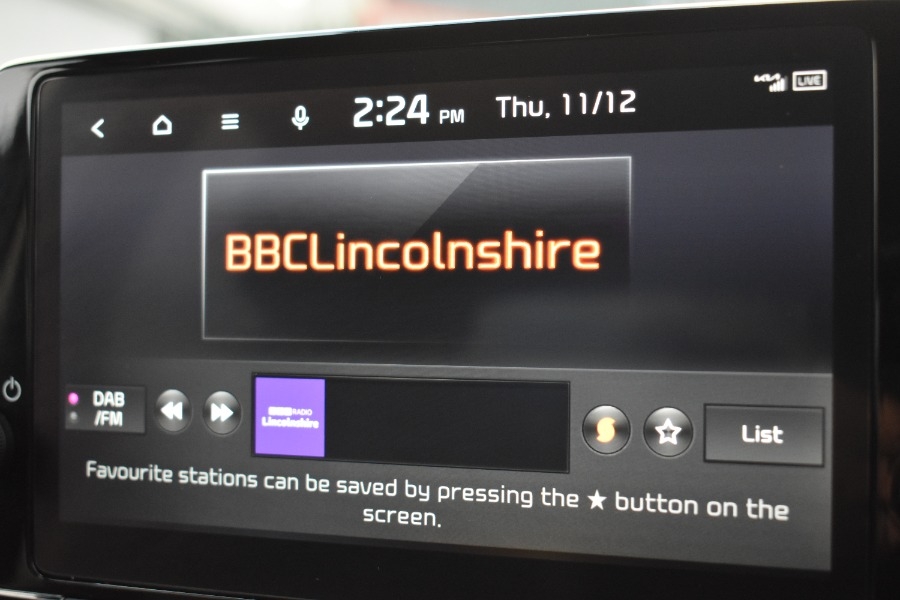 2:24 PM Thu, 11/12
LIVE
BBCLincolnshire
DAB
/FM
RADIO
Lincolnshire
List
Favourite stations can be saved by pressing the ★ button on the
screen.